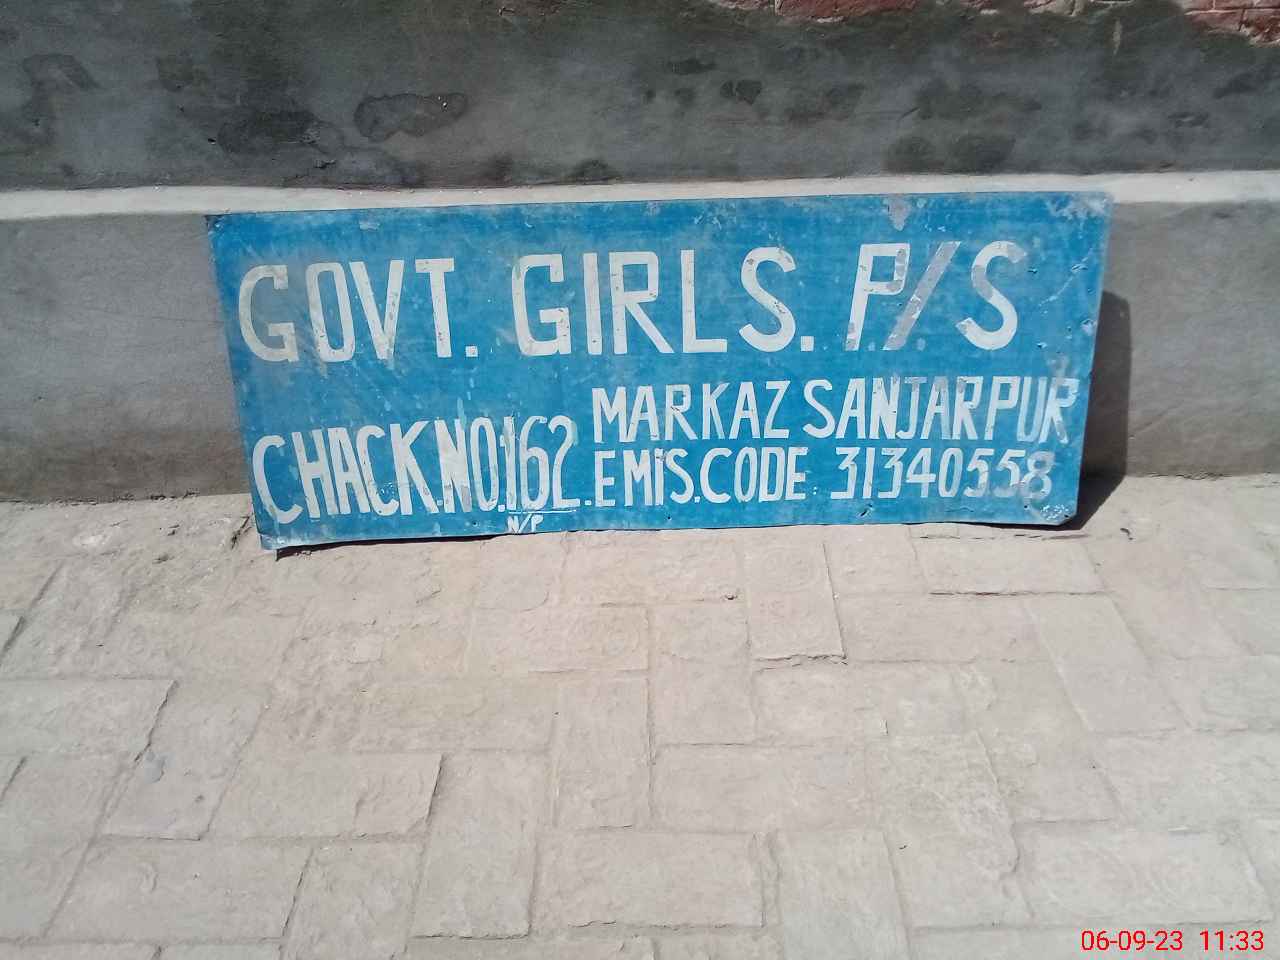 GOVT. GIRLS. P/S
CHACK.NO.162. N/P
MARKAZ SANJARPUR
EMIS.CODE: 31340558
06-09-23 11:33